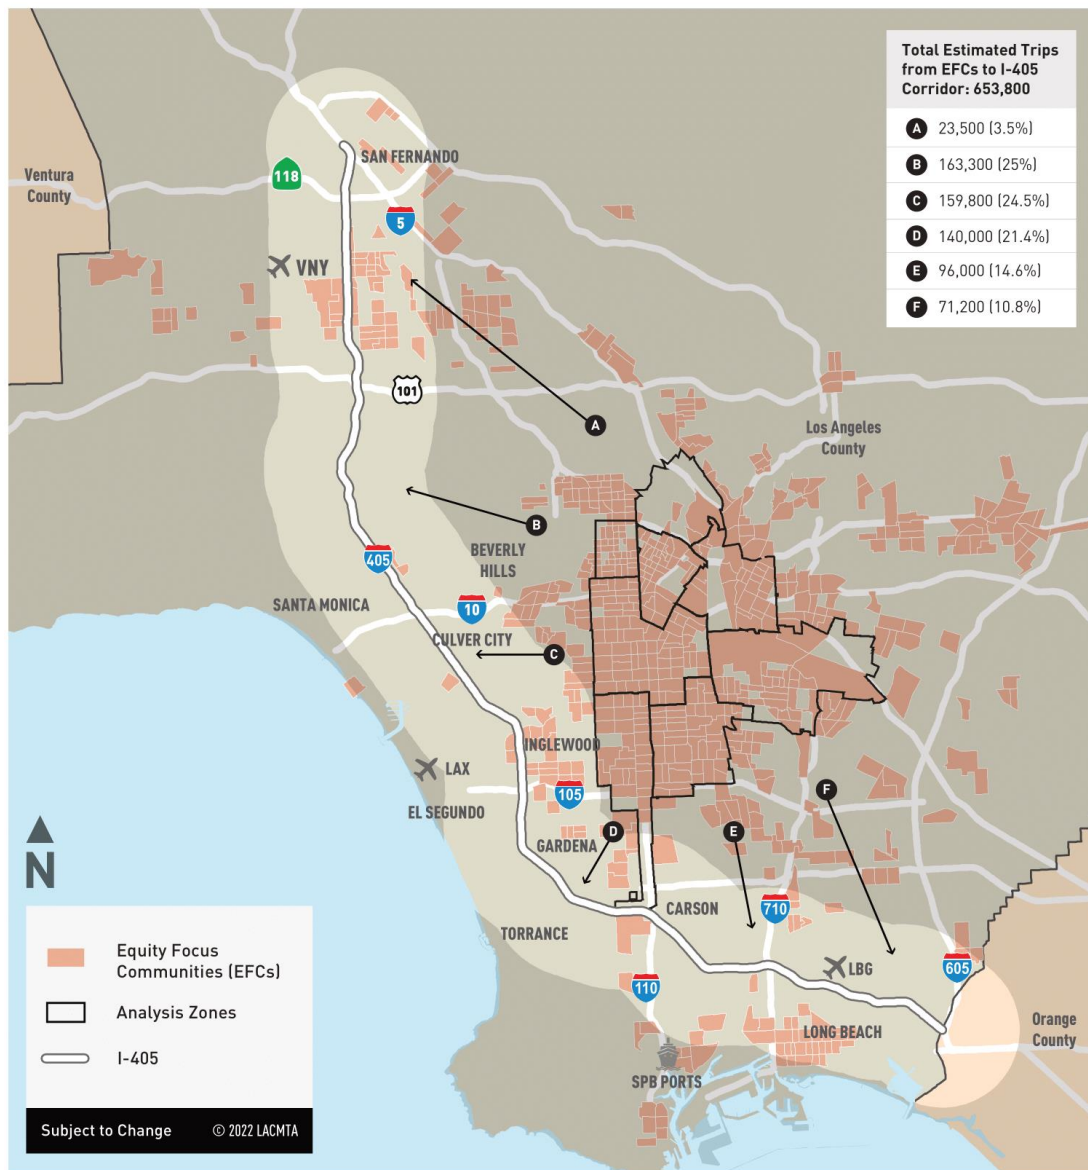 Total Estimated Trips
from EFCs to I-405
Corridor: 653,800
A 23,500 (3.5%)
B 163,300 (25%)
C 159,800 (24.5%)
D 140,000 (21.4%)
E 96,000 (14.6%)
F 71,200 (10.8%)
SAN FERNANDO
118
Ventura
County
5
VNY
101
A
Los Angeles
County
B
BEVERLY
HILLS
405
SANTA MONICA
10
CULVER CITY
C
INGLEWOOD
LAX
105
F
EL SEGUNDO
GARDENA
D
E
N
CARSON
710
TORRANCE
LBG
605
110
Orange
County
LONG BEACH
SPB PORTS
Equity Focus
Communities (EFCs)
Analysis Zones
I-405
Subject to Change © 2022 LACMTA